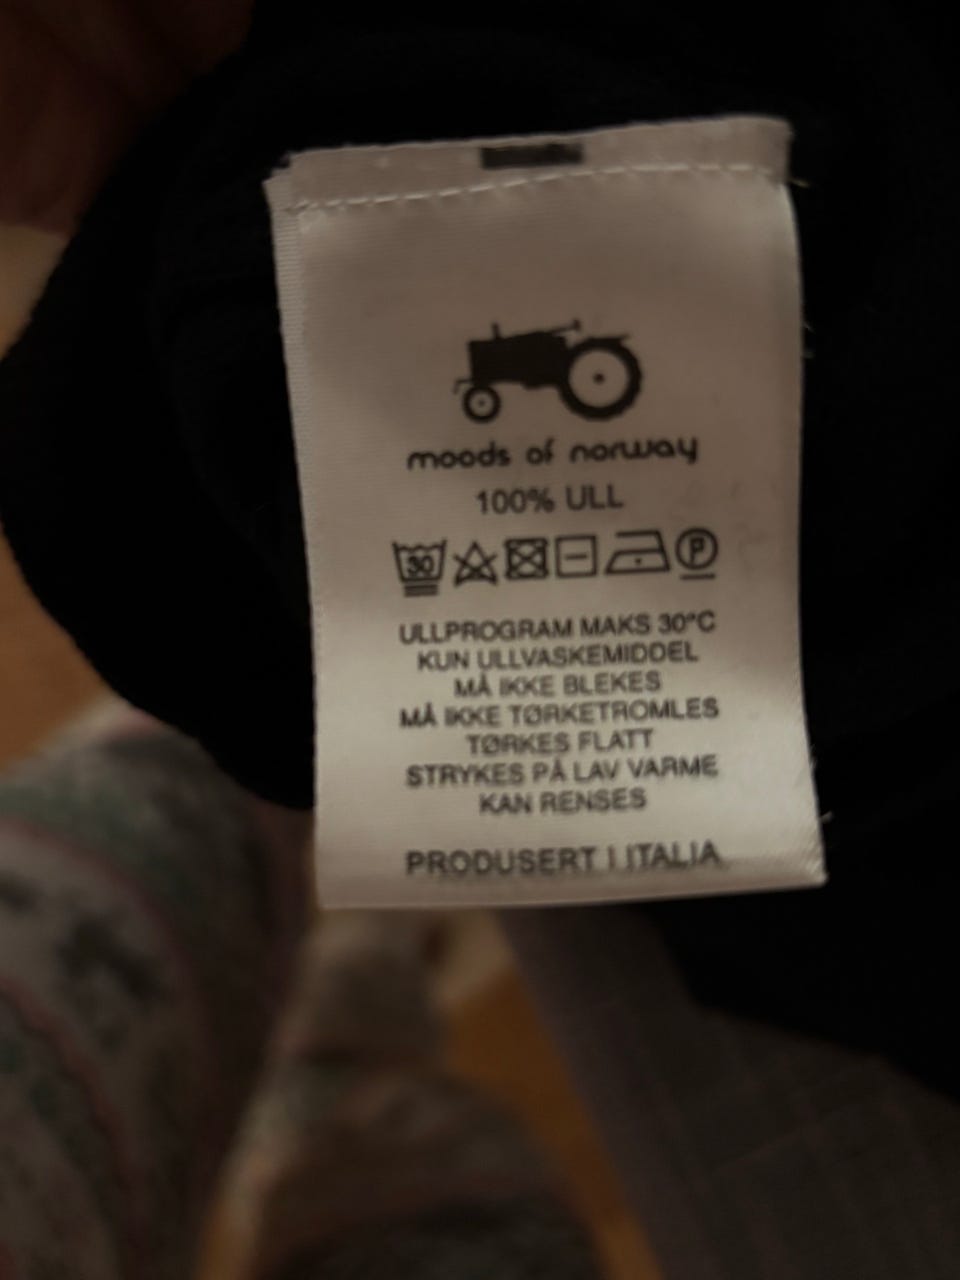 moods of norway
100% ULL
30 P
ULLPROGRAM MAKS 30°C
KUN ULLVASKEMIDDEL
MÅ IKKE BLEKES
MÅ IKKE TØRKETROMLES
TØRKES FLATT
STRYKES PÅ LAV VARME
KAN RENSES
PRODUSERT I ITALIA